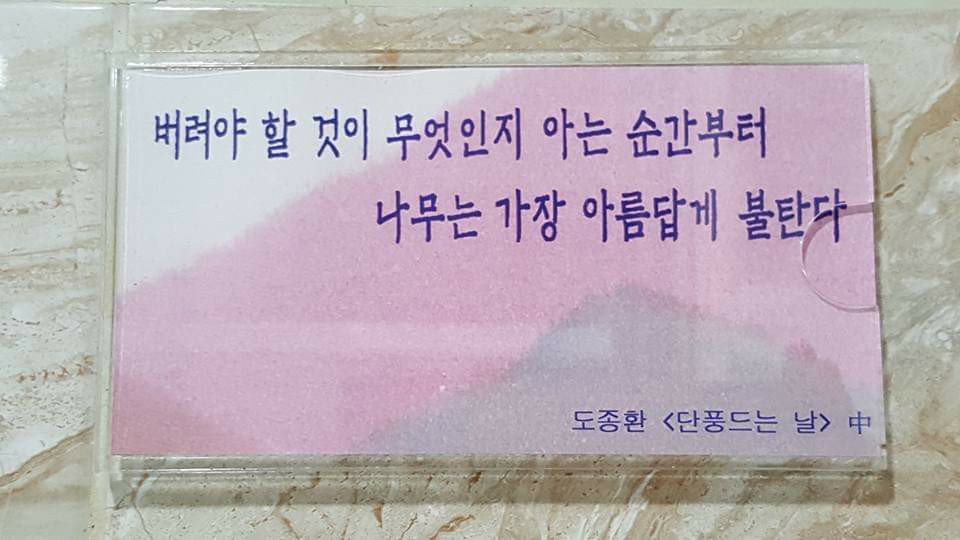 버려야 할 것이 무엇인지 아는 순간부터
나무는 가장 아름답게 불탄다
도종환 <단풍드는 날> 中